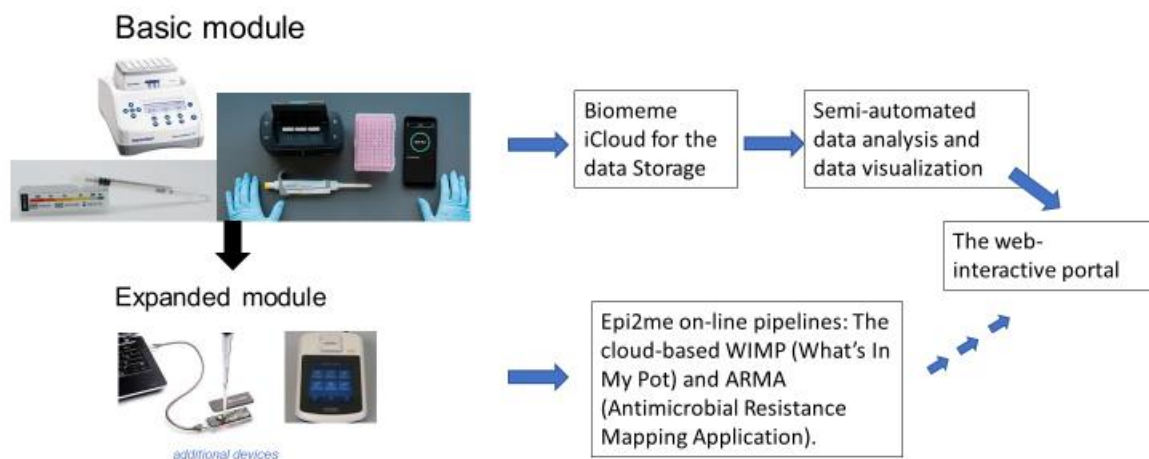 Basic module
Biomeme
iCloud for the
data Storage
Semi-automated
data analysis and
data visualization
The web-
interactive portal
Expanded module
Epi2me on-line pipelines: The
cloud-based WIMP (What's In
My Pot) and ARMA
(Antimicrobial Resistance
Mapping Application).
additional devices